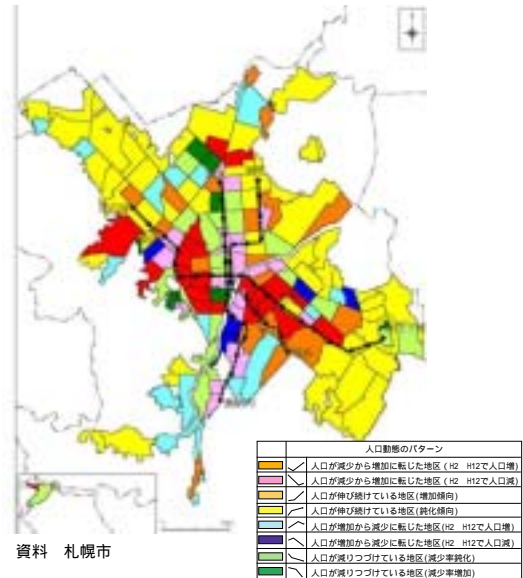 人口動態のパターン
人口が減少から増加に転じた地区(H2 H12で人口増)
人口が減少から増加に転じた地区(H2 H12で人口減)
人口が伸び続けている地区(増加傾向)
人口が伸び続けている地区(鈍化傾向)
人口が増加から減少に転じた地区(H2 H12で人口増)
人口が増加から減少に転じた地区(H2 H12で人口減)
人口が減りつづけている地区(減少率鈍化)
人口が減りつづけている地区(減少率増加)
資料 札幌市